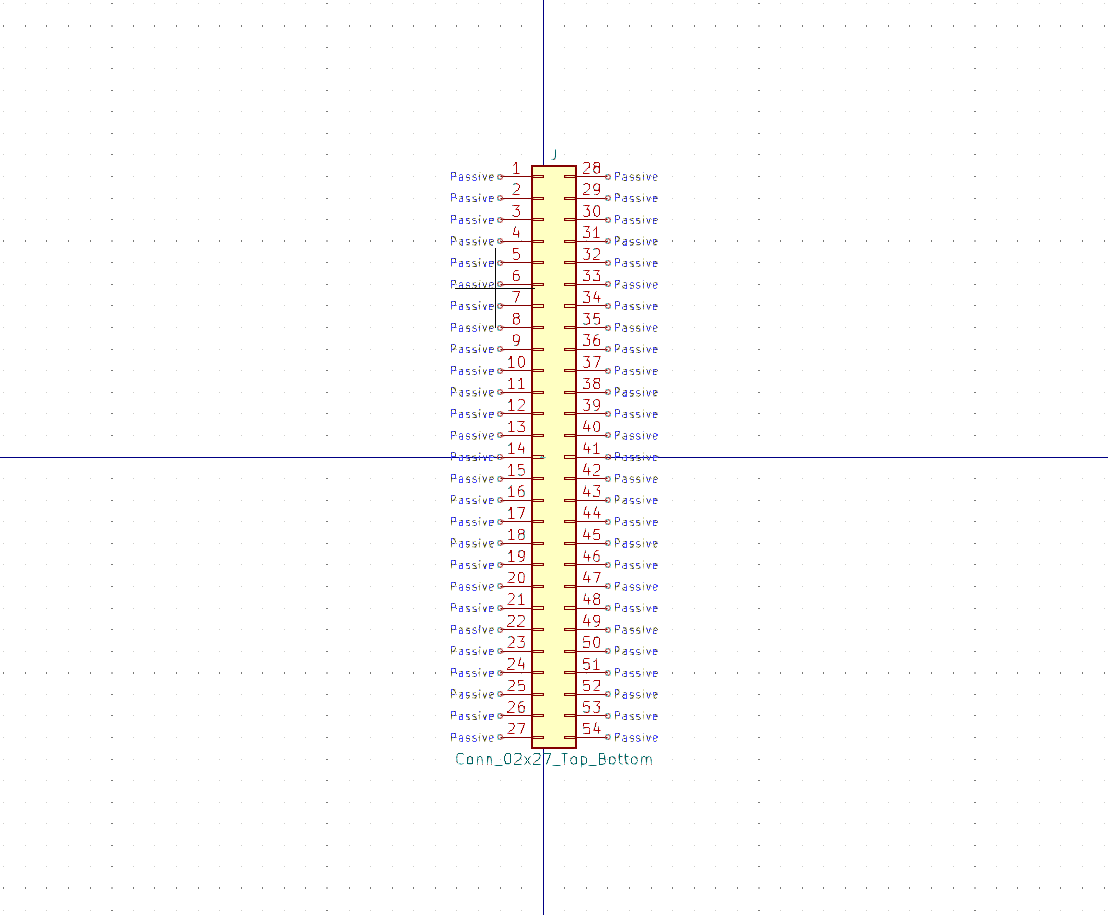 J
Passive 1 28 Passive
Passive 2 29 Passive
Passive 3 30 Passive
Passive 4 31 Passive
Passive 5 32 Passive
Passive 6 33 Passive
Passive 7 34 Passive
Passive 8 35 Passive
Passive 9 36 Passive
Passive 10 37 Passive
Passive 11 38 Passive
Passive 12 39 Passive
Passive 13 40 Passive
Passive 14 41 Passive
Passive 15 42 Passive
Passive 16 43 Passive
Passive 17 44 Passive
Passive 18 45 Passive
Passive 19 46 Passive
Passive 20 47 Passive
Passive 21 48 Passive
Passive 22 49 Passive
Passive 23 50 Passive
Passive 24 51 Passive
Passive 25 52 Passive
Passive 26 53 Passive
Passive 27 54 Passive
Conn_02x27_Top_Bottom